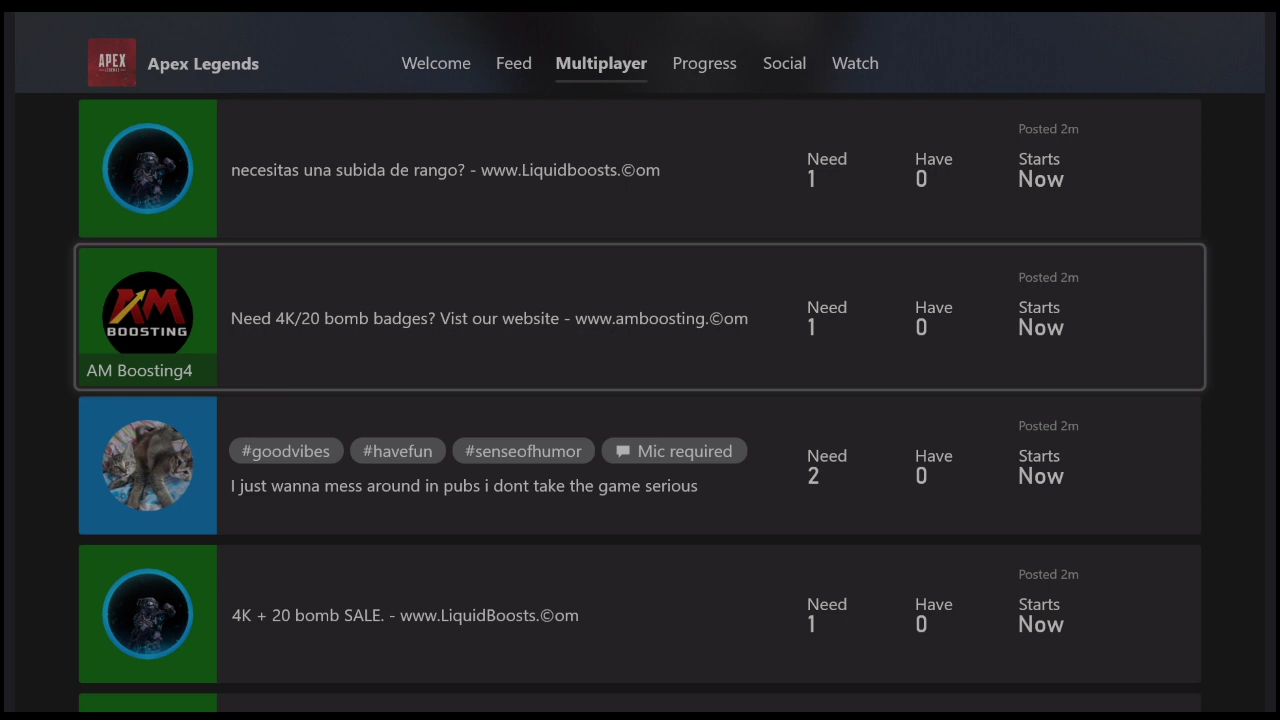 APEX
LEGENDS
Apex Legends
Welcome
Feed
Multiplayer
Progress
Social
Watch
necesitas una subida de rango? - www.Liquidboosts.©om
Need
1
Have
0
Posted 2m
Starts
Now
AM
BOOSTING
AM Boosting4
Need 4K/20 bomb badges? Vist our website - www.amboosting.©om
Need
1
Have
0
Posted 2m
Starts
Now
#goodvibes
#havefun
#senseofhumor
Mic required
I just wanna mess around in pubs i dont take the game serious
Need
2
Have
0
Posted 2m
Starts
Now
4K + 20 bomb SALE. - www.LiquidBoosts.©om
Need
1
Have
0
Posted 2m
Starts
Now